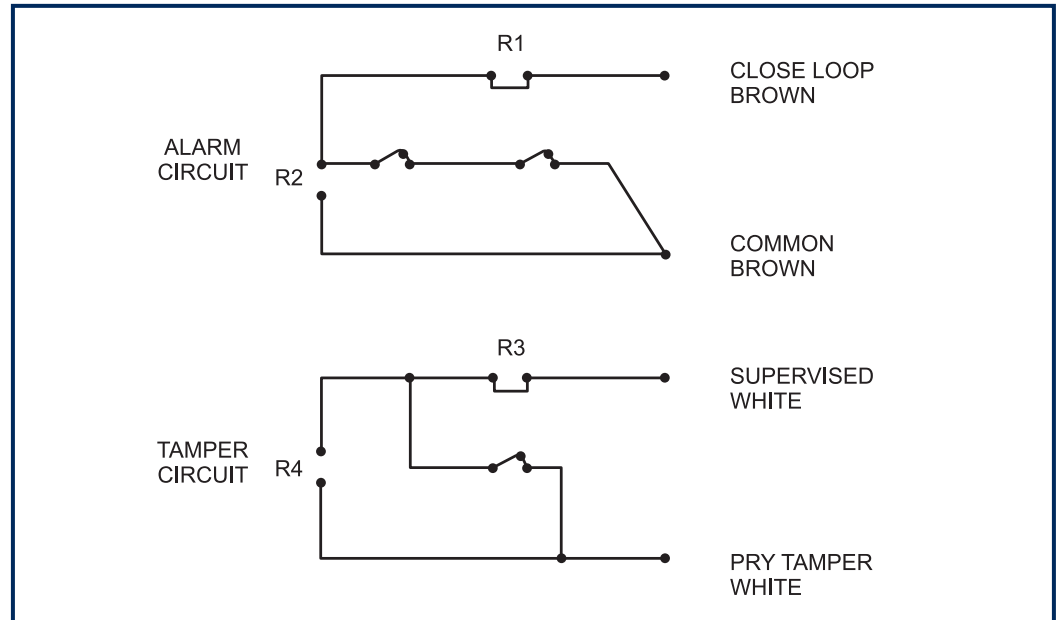 R1
CLOSE LOOP
BROWN
ALARM
CIRCUIT
R2
COMMON
BROWN
R3
SUPERVISED
WHITE
TAMPER
CIRCUIT
R4
PRY TAMPER
WHITE